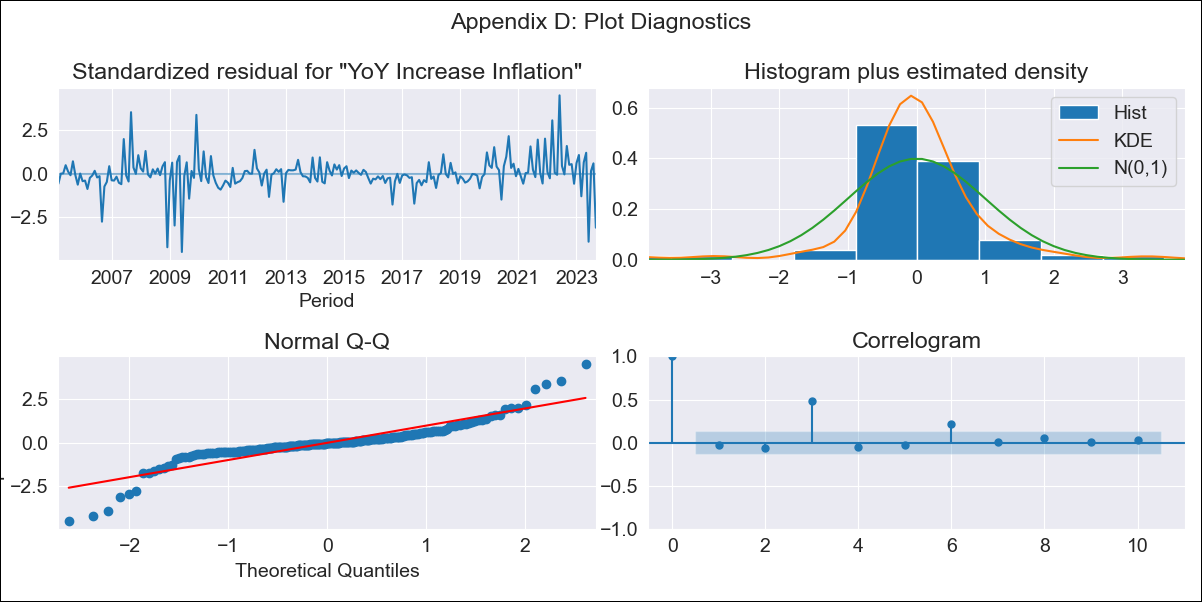 Appendix D: Plot Diagnostics
Standardized residual for "YoY Increase Inflation"
2.5
0.0
−2.5
2007 2009 2011 2013 2015 2017 2019 2021 2023
Period
Histogram plus estimated density
0.6
0.4
0.2
0.0
Hist
KDE
N(0,1)
−3 −2 −1 0 1 2 3
Normal Q-Q
2.5
0.0
−2.5
−2 −1 0 1 2
Theoretical Quantiles
Correlogram
1.0
0.5
0.0
−0.5
−1.0
0 2 4 6 8 10